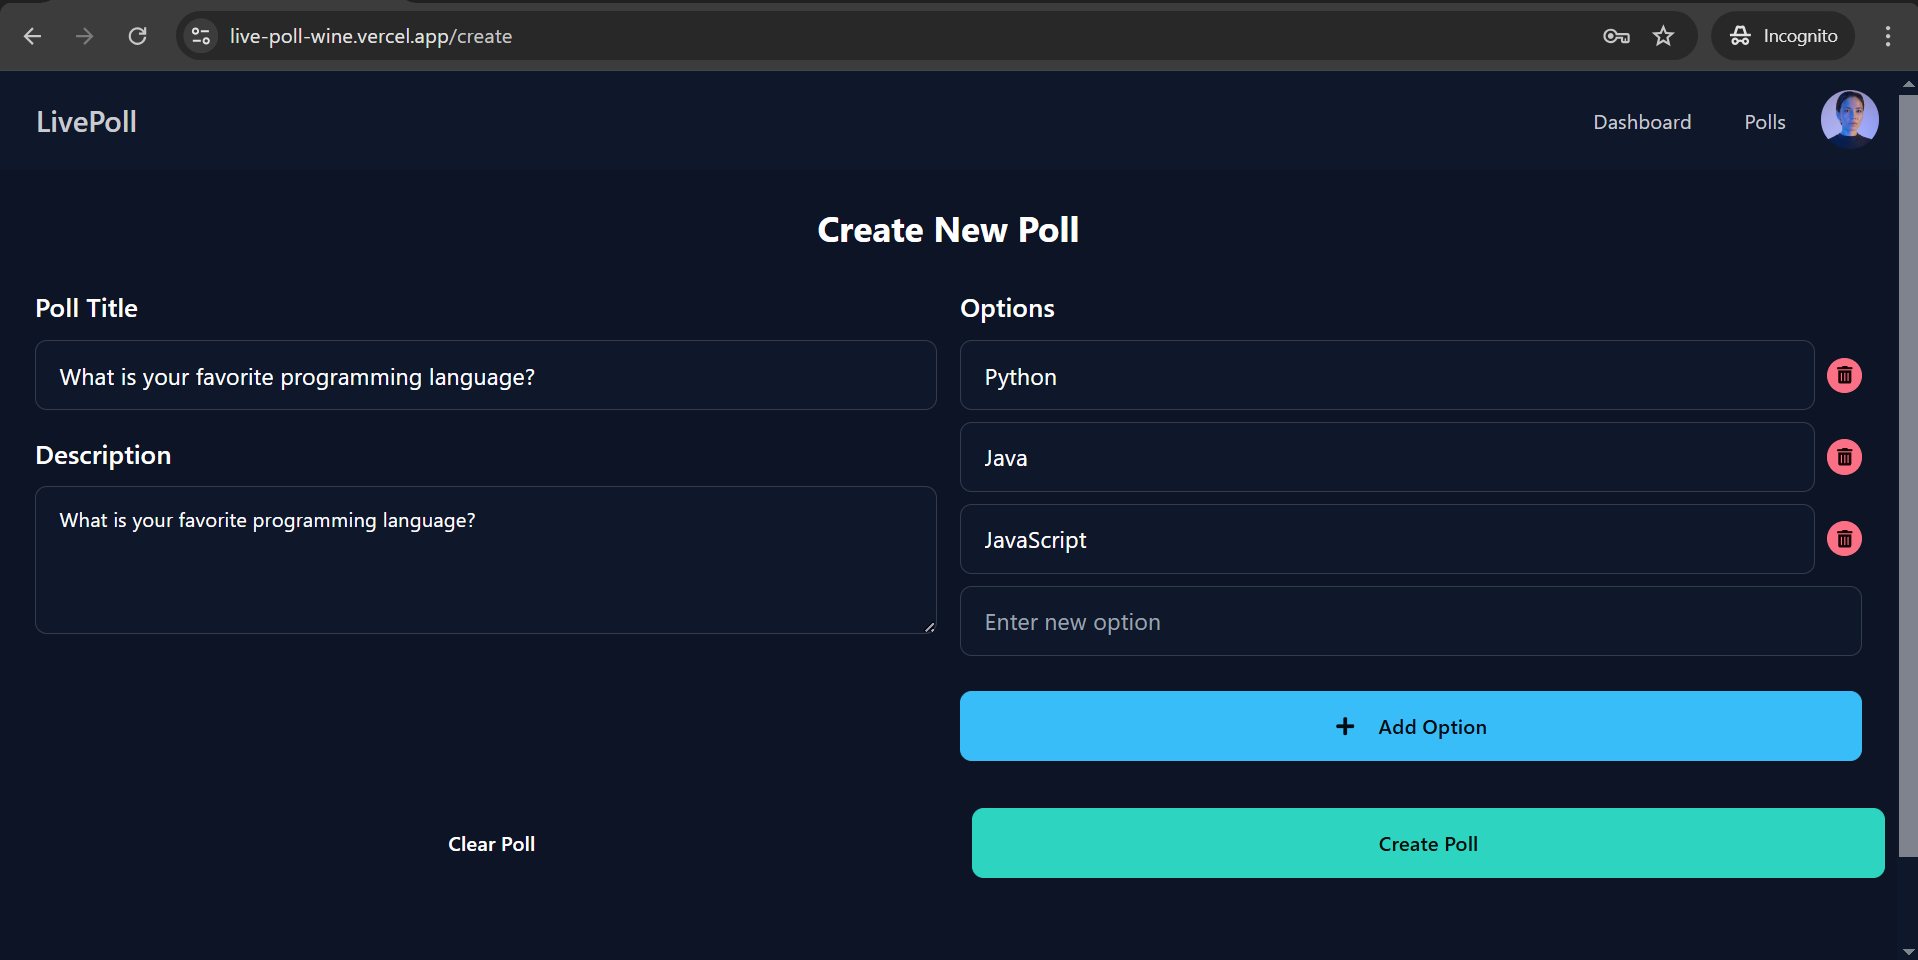 live-poll-wine.vercel.app/create
Incognito
LivePoll
Dashboard
Polls
Create New Poll
Poll Title
What is your favorite programming language?
Description
What is your favorite programming language?
Options
Python
Java
JavaScript
Enter new option
Add Option
Clear Poll
Create Poll